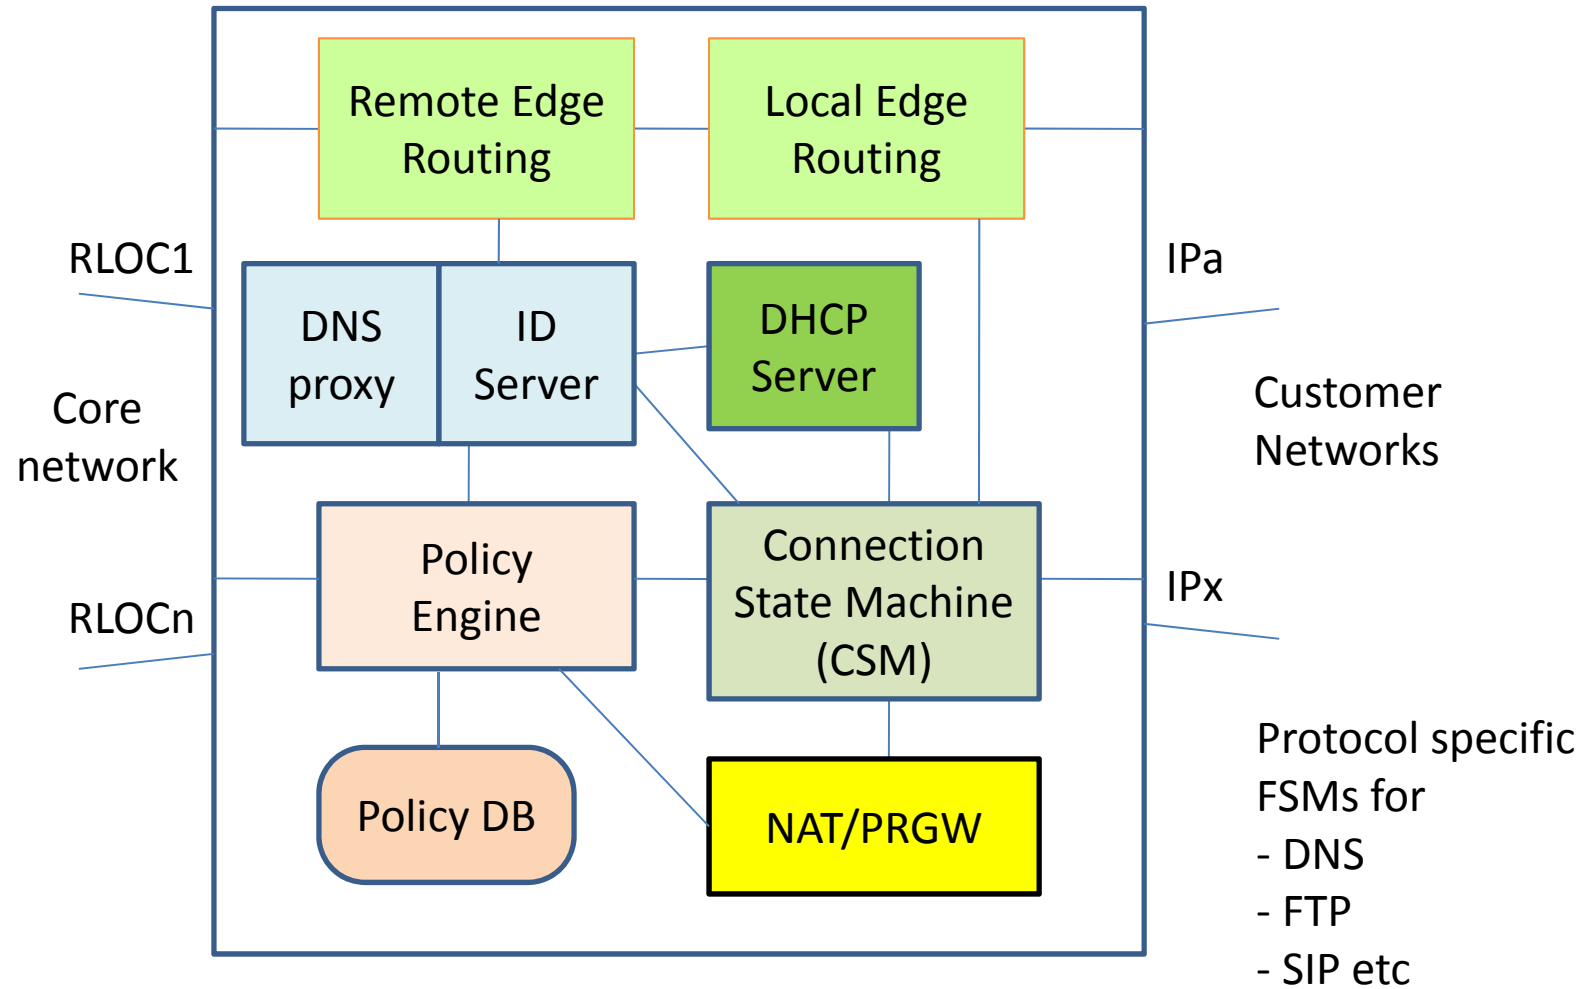 Remote Edge
Routing
Local Edge
Routing
RLOC1
IPa
DNS
proxy
ID
Server
DHCP
Server
Core
network
Customer
Networks
Policy
Engine
Connection
State Machine
(CSM)
RLOCn
IPx
Policy DB
NAT/PRGW
Protocol specific
FSMs for
- DNS
- FTP
- SIP etc